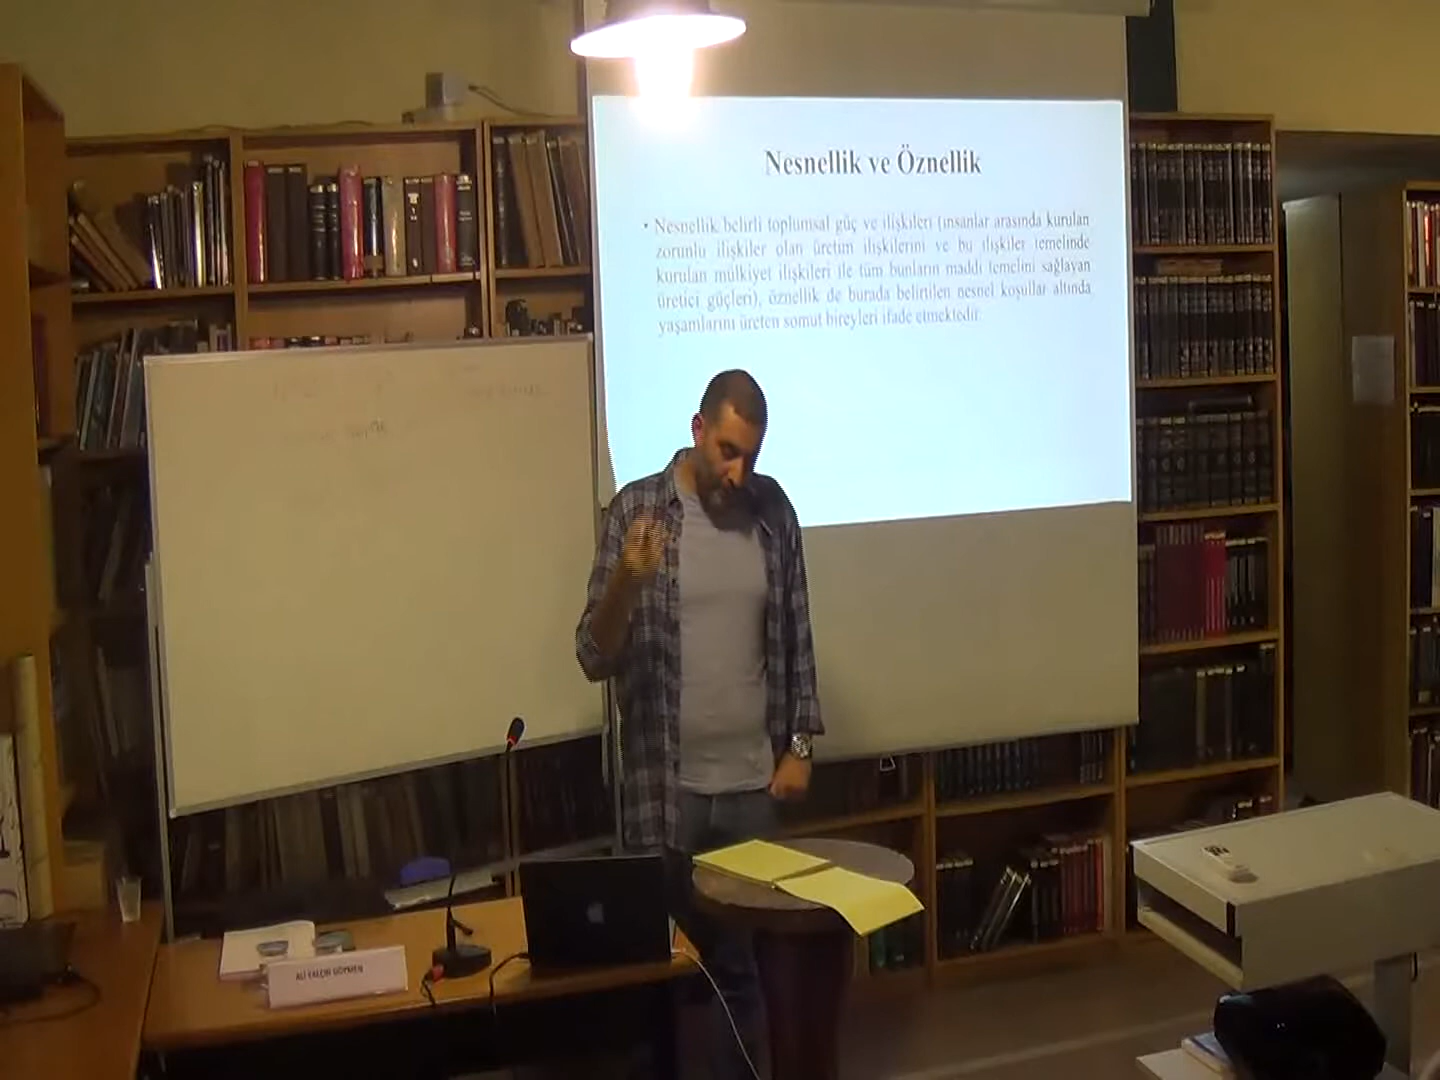 Nesnellik ve Öznellik
• Nesnellik belirli toplumsal güç ve ilişkileri (insanlar arasında kurulan
zorunlu ilişkiler olan üretim ilişkilerini ve bu ilişkiler temelinde
kurulan mülkiyet ilişkileri ile tüm bunların maddi temelini sağlayan
üretici güçleri), öznellik de burada belirtilen nesnel koşullar altında
yaşamlarını üreten somut bireyleri ifade etmektedir.
ALİ YALÇIN GÖYMEN